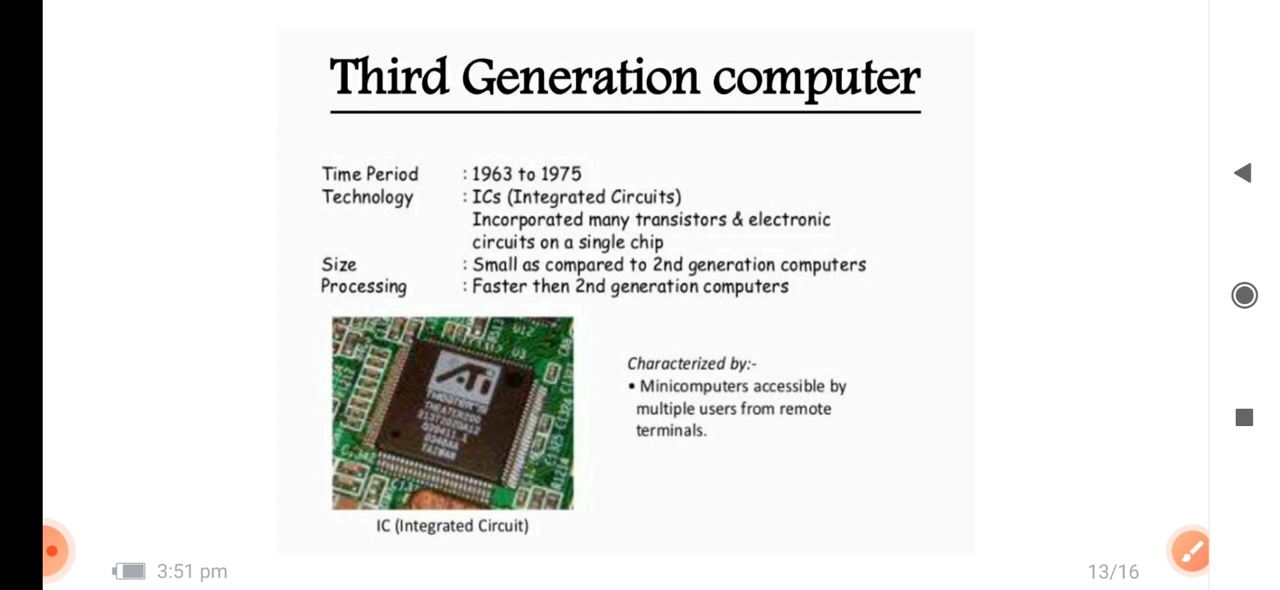 Third Generation computer
Time Period : 1963 to 1975
Technology : ICs (Integrated Circuits)
Incorporated many transistors & electronic
circuits on a single chip
Size : Small as compared to 2nd generation computers
Processing : Faster then 2nd generation computers
ATi
TAIWAN
Characterized by:-
• Minicomputers accessible by
multiple users from remote
terminals.
IC (Integrated Circuit)
3:51 pm
13/16